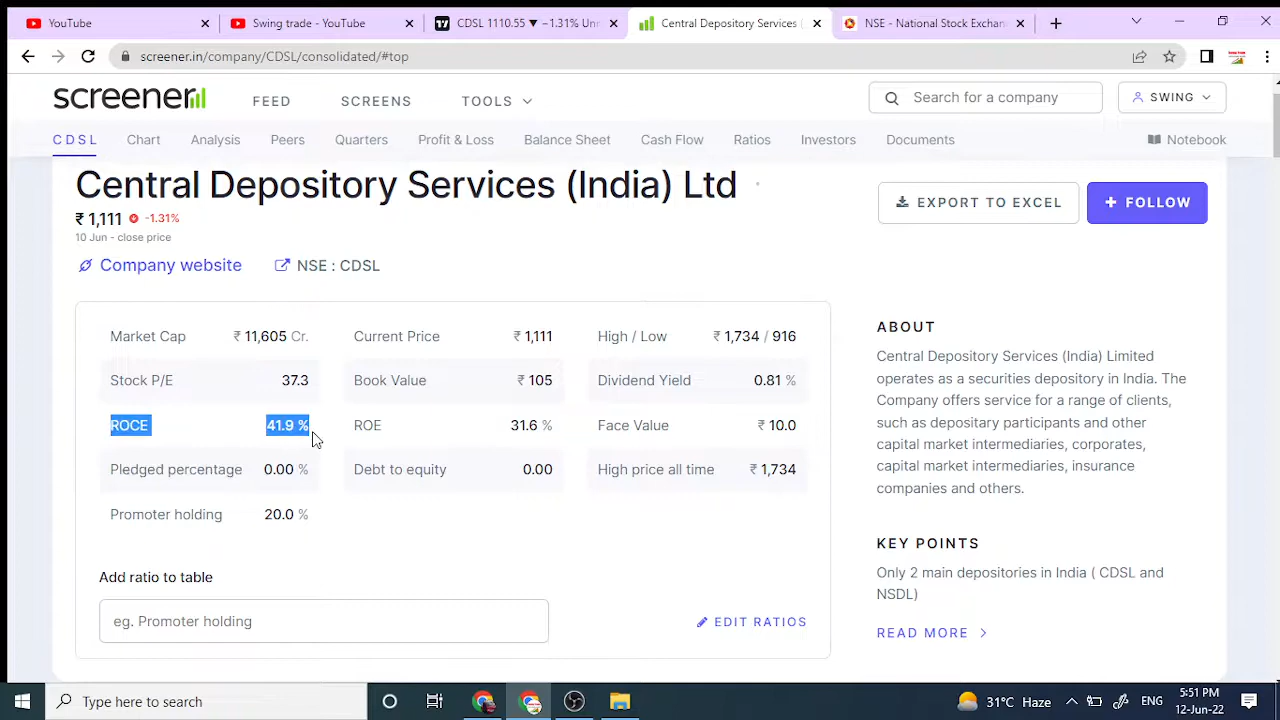 YouTube
Swing trade - YouTube
CDSL 1110.55 ▼ −1.31% Unn
Central Depository Services (
NSE - National Stock Exchan
screener.in/company/CDSL/consolidated/#top
screener
FEED
SCREENS
TOOLS
Search for a company
SWING
CDSL
Chart
Analysis
Peers
Quarters
Profit & Loss
Balance Sheet
Cash Flow
Ratios
Investors
Documents
Notebook
Central Depository Services (India) Ltd
EXPORT TO EXCEL
+ FOLLOW
₹ 1,111 -1.31%
10 Jun - close price
Company website
NSE : CDSL
Market Cap ₹ 11,605 Cr.
Current Price ₹ 1,111
High / Low ₹ 1,734 / 916
Stock P/E 37.3
Book Value ₹ 105
Dividend Yield 0.81 %
ROCE 41.9 %
ROE 31.6 %
Face Value ₹ 10.0
Pledged percentage 0.00 %
Debt to equity 0.00
High price all time ₹ 1,734
Promoter holding 20.0 %
Add ratio to table
eg. Promoter holding
EDIT RATIOS
ABOUT
Central Depository Services (India) Limited
operates as a securities depository in India. The
Company offers service for a range of clients,
such as depositary participants and other
capital market intermediaries, corporates,
capital market intermediaries, insurance
companies and others.
KEY POINTS
Only 2 main depositories in India ( CDSL and
NSDL)
READ MORE
Type here to search
31°C Haze
ENG
5:51 PM
12-Jun-22